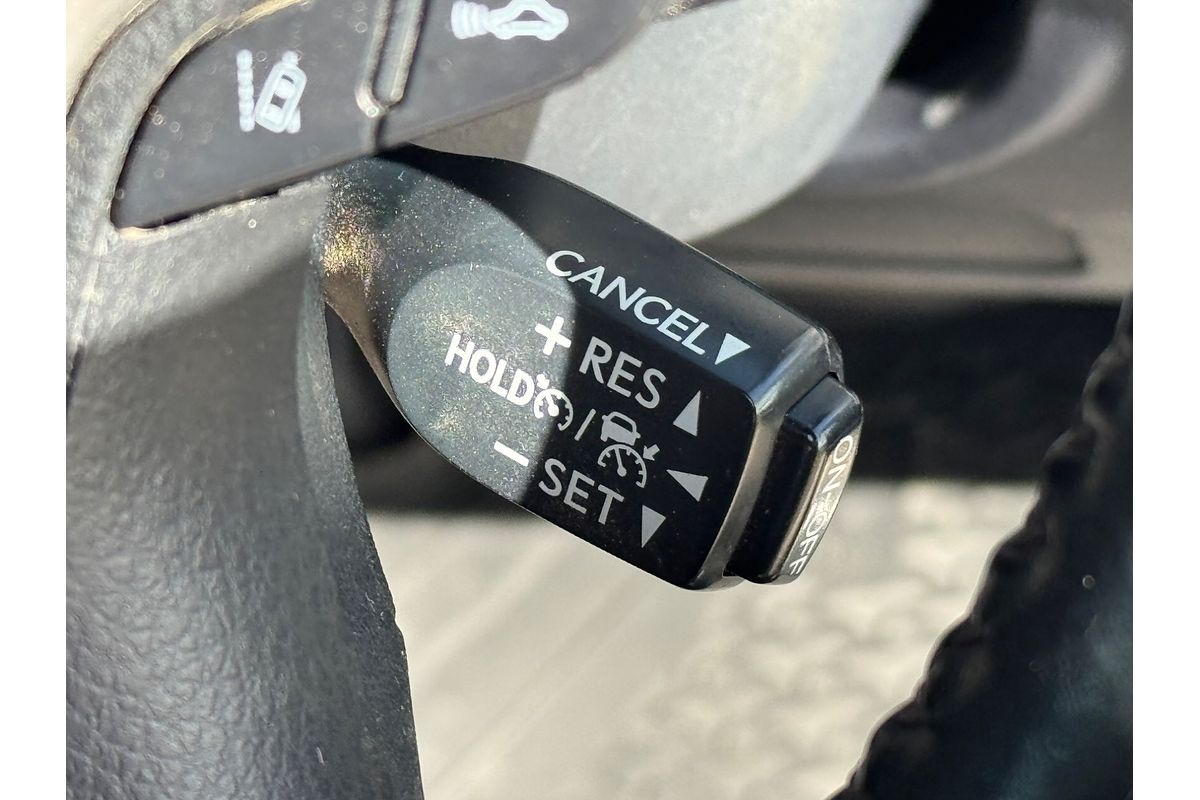 CANCEL▼
+ RES ▲
HOLD / ◀
− SET ▼
ON-OFF